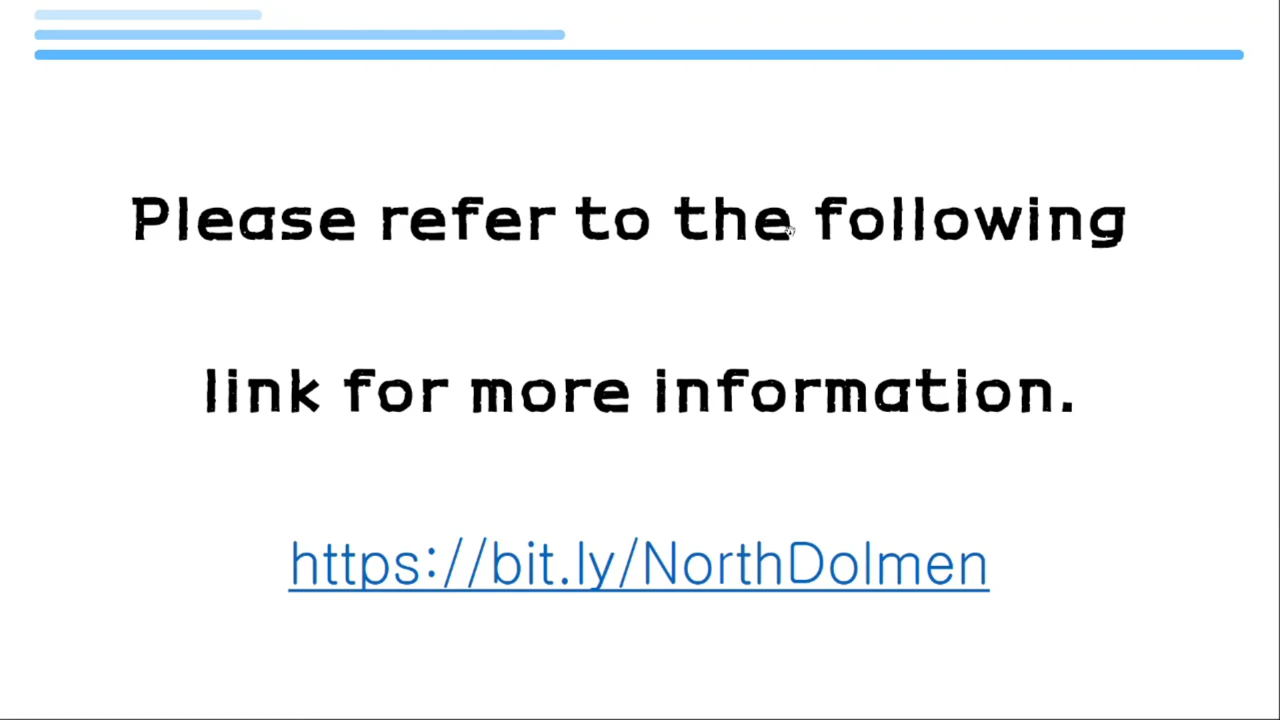 Please refer to the following
link for more information.
https://bit.ly/NorthDolmen